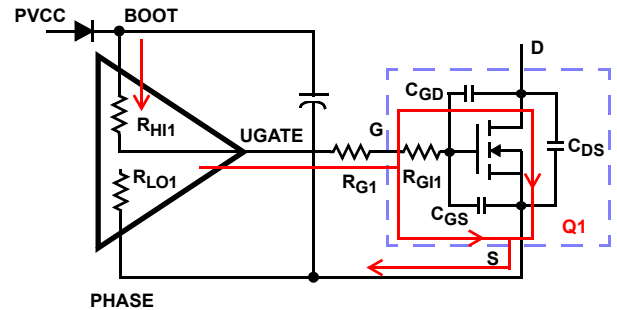 PVCC
BOOT
D
CGD
RHI1
UGATE
G
CDS
RLO1
RG1
RGI1
CGS
Q1
S
PHASE